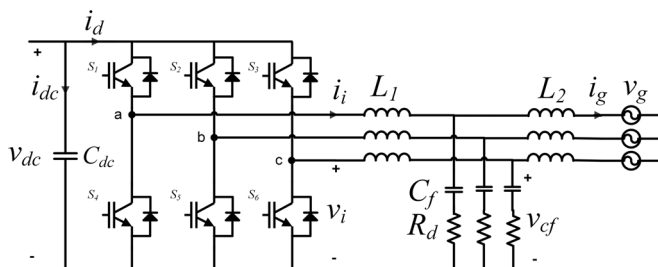 i_d
+
S_1
S_2
S_3
i_dc
i_i
L_1
L_2
i_g
v_g
a
b
v_dc
C_dc
c
+
+
S_4
S_5
S_6
v_i
C_f
R_d
v_cf
-
-
-